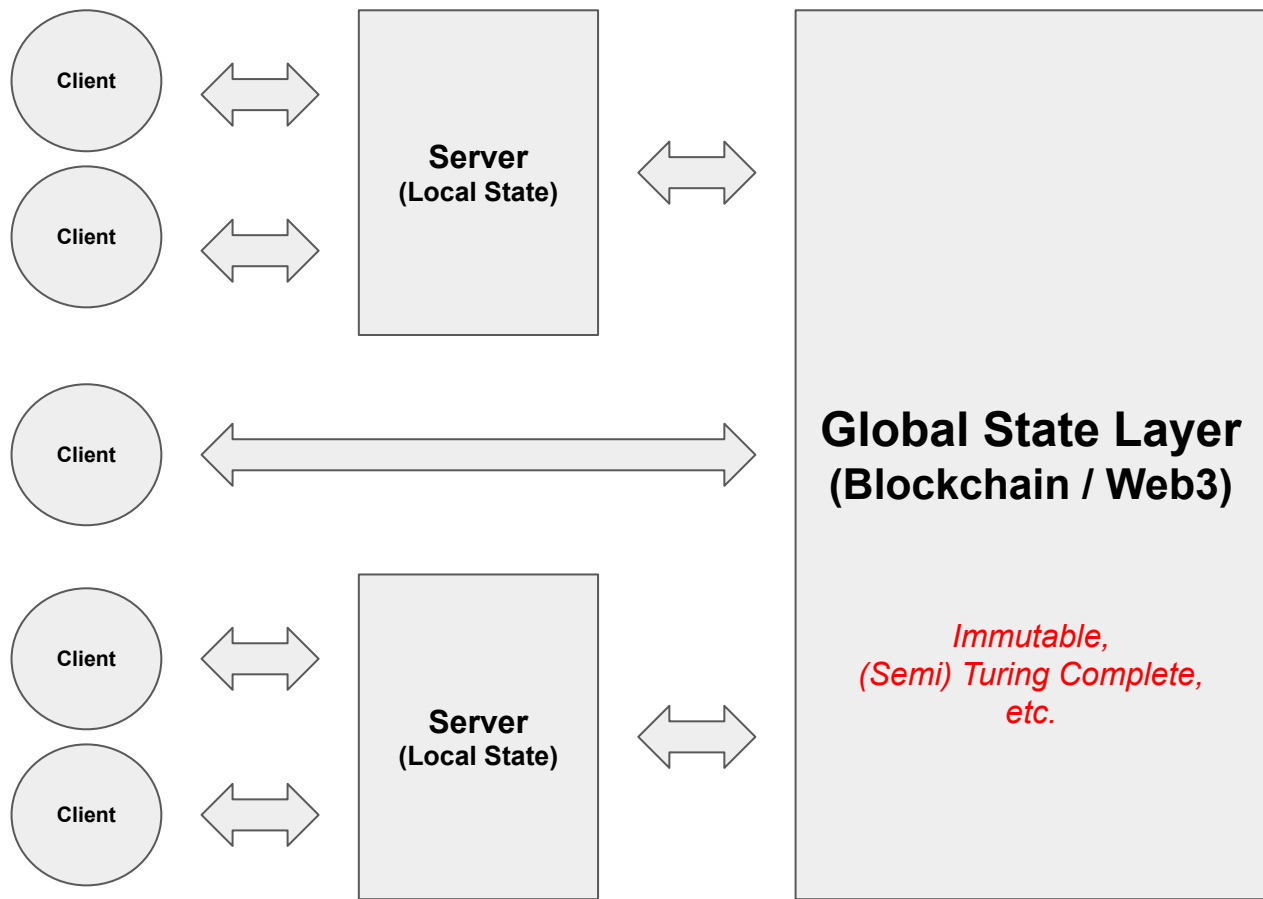 Client
Client
Server
(Local State)
Client
Global State Layer
(Blockchain / Web3)
Immutable,
(Semi) Turing Complete,
etc.
Client
Client
Server
(Local State)